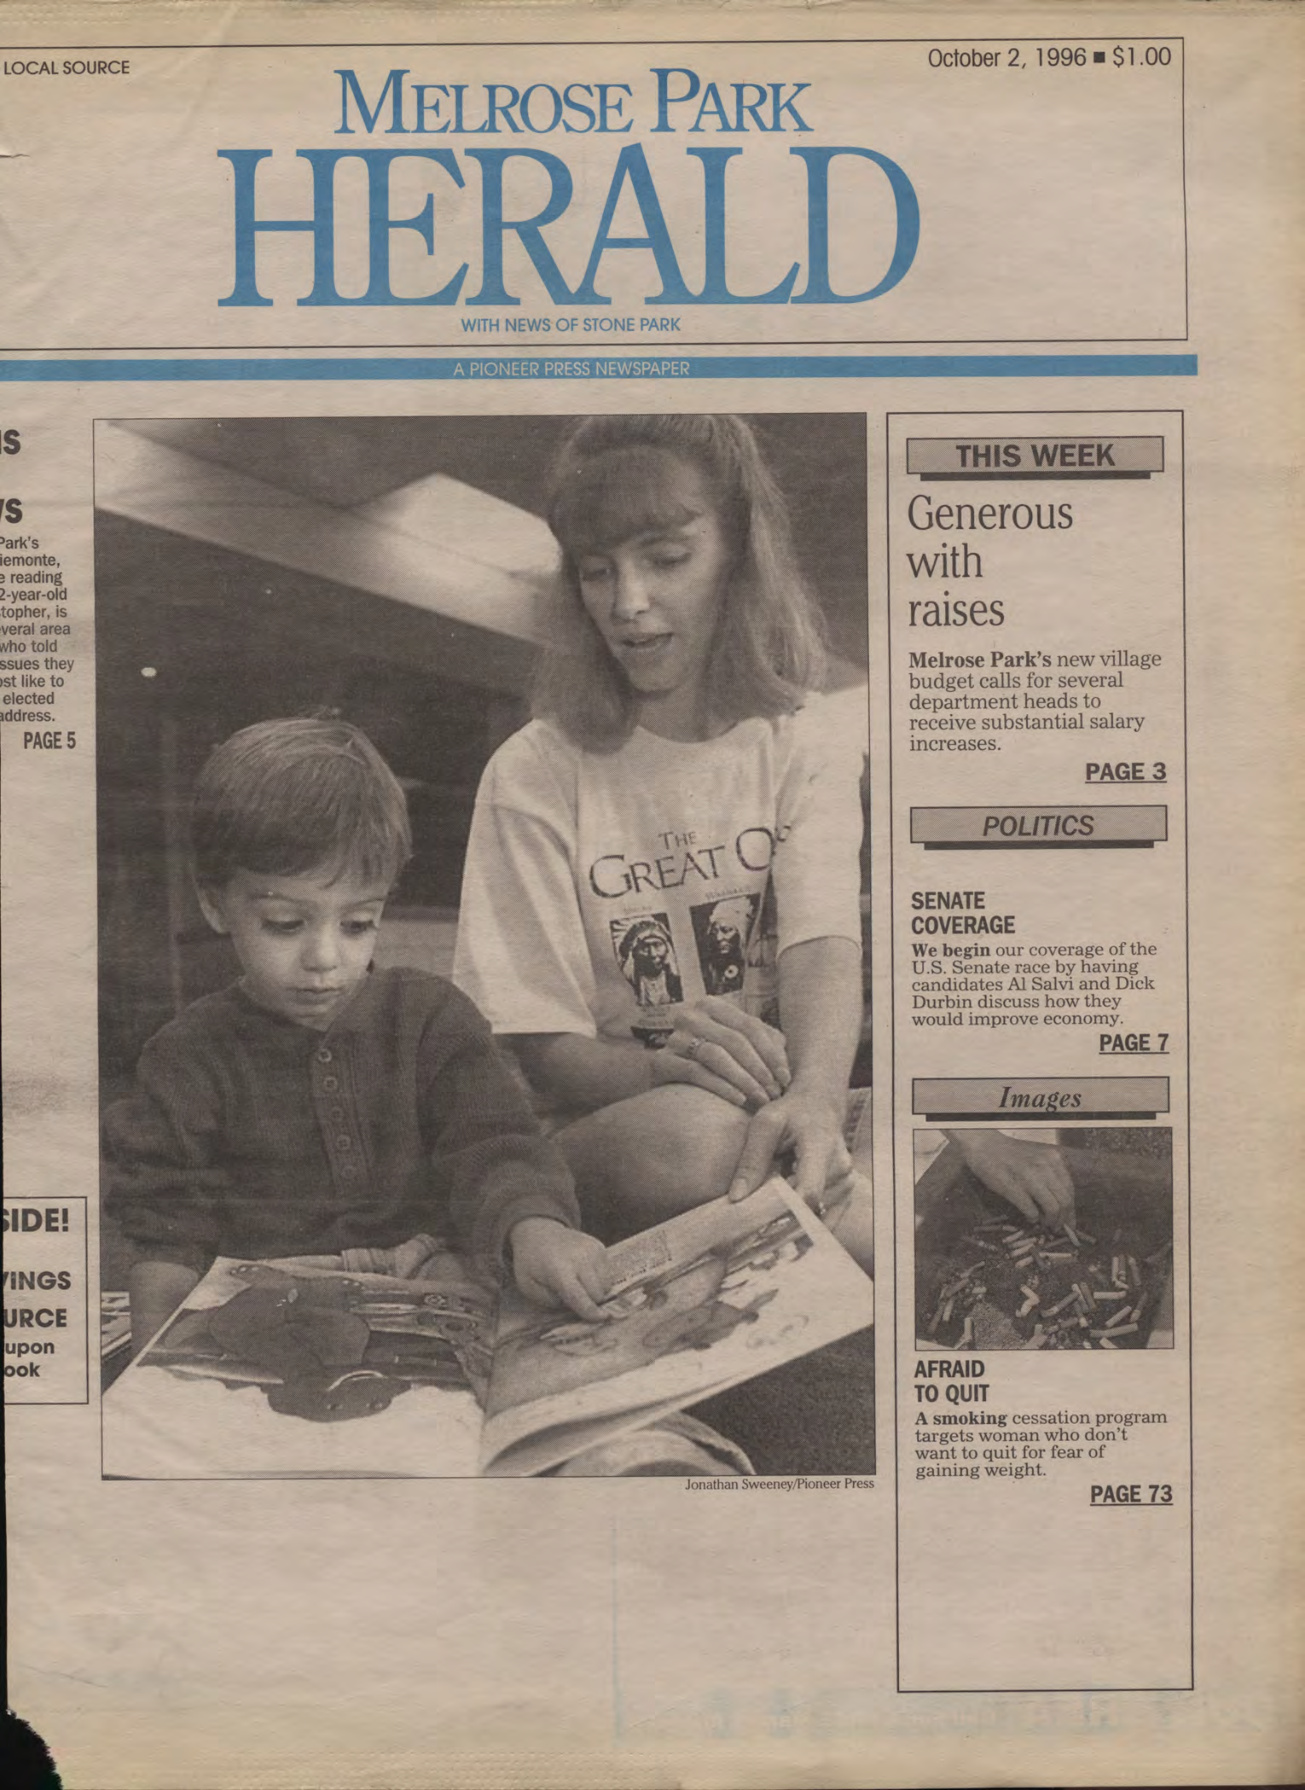 LOCAL SOURCE
October 2, 1996 ■ $1.00
MELROSE PARK
HERALD
WITH NEWS OF STONE PARK
A PIONEER PRESS NEWSPAPER
Park's
iemonte,
e reading
2-year-old
topher, is
veral area
who told
ssues they
ost like to
elected
address.
PAGE 5
SIDE!
VINGS
URCE
upon
ook
THE
GREAT
Jonathan Sweeney/Pioneer Press
THIS WEEK
Generous
with
raises
Melrose Park's new village
budget calls for several
department heads to
receive substantial salary
increases.
PAGE 3
POLITICS
SENATE
COVERAGE
We begin our coverage of the
U.S. Senate race by having
candidates Al Salvi and Dick
Durbin discuss how they
would improve economy.
PAGE 7
Images
AFRAID
TO QUIT
A smoking cessation program
targets woman who don't
want to quit for fear of
gaining weight.
PAGE 73